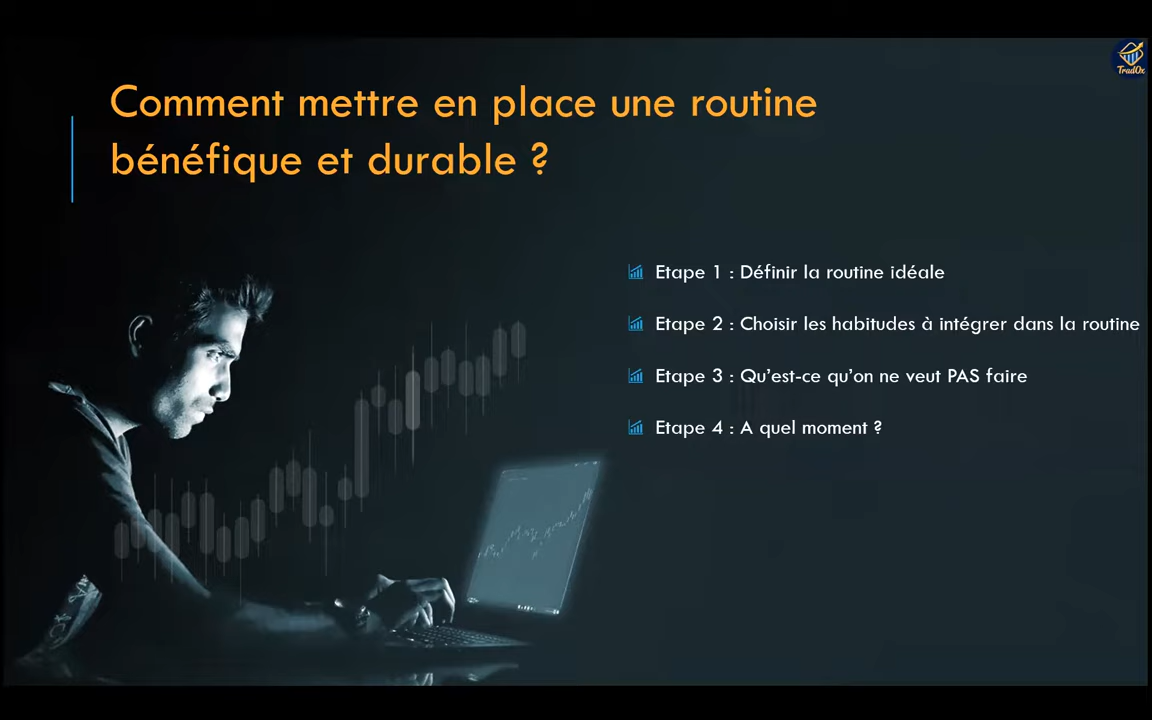 TradOx
Comment mettre en place une routine
bénéfique et durable ?
Etape 1 : Définir la routine idéale
Etape 2 : Choisir les habitudes à intégrer dans la routine
Etape 3 : Qu'est-ce qu'on ne veut PAS faire
Etape 4 : A quel moment ?